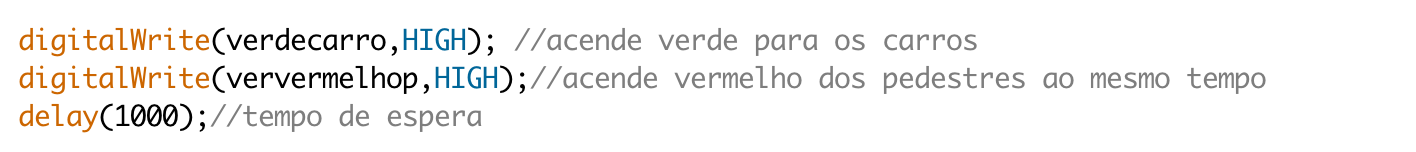 digitalWrite(verdecarro,HIGH); //acende verde para os carros
digitalWrite(ververmelhop,HIGH);//acende vermelho dos pedestres ao mesmo tempo
delay(1000);//tempo de espera